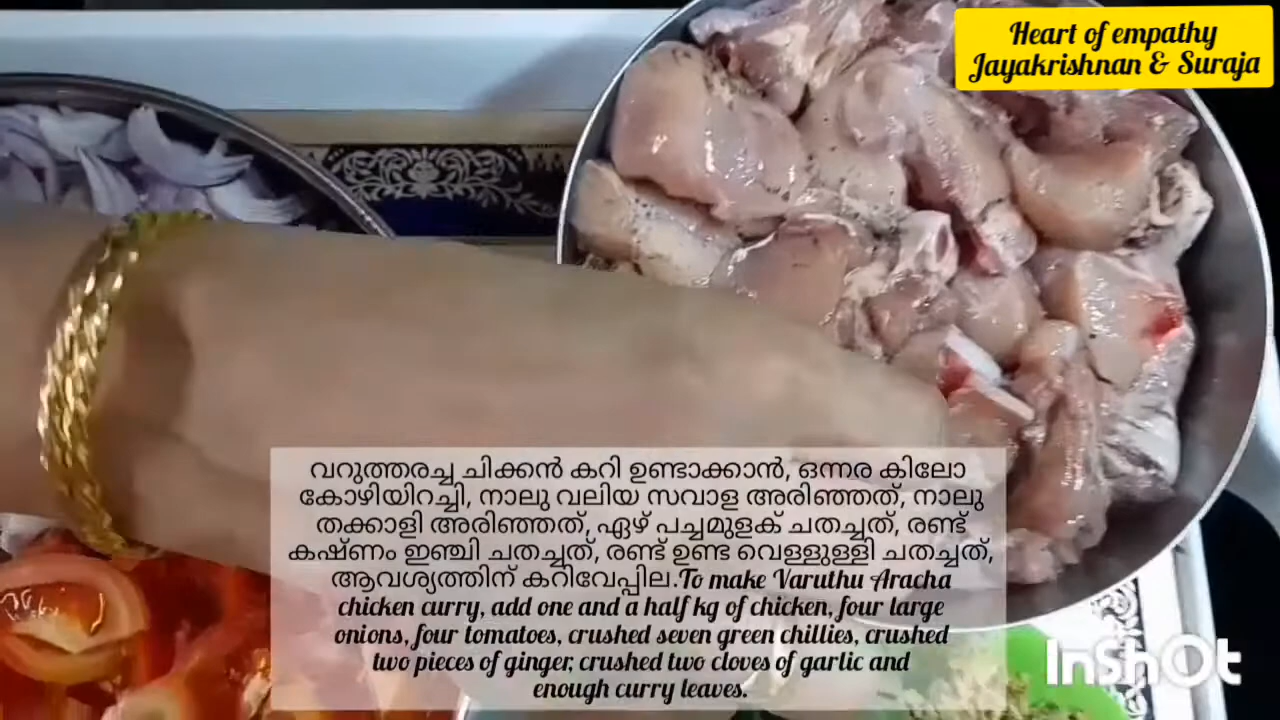 Heart of empathy
Jayakrishnan & Suraja
വറുത്തരച്ച ചിക്കൻ കറി ഉണ്ടാക്കാൻ, ഒന്നര കിലോ
കോഴിയിറച്ചി, നാലു വലിയ സവാള അരിഞ്ഞത്, നാലു
തക്കാളി അരിഞ്ഞത്, ഏഴ് പച്ചമുളക് ചതച്ചത്, രണ്ട്
കഷ്ണം ഇഞ്ചി ചതച്ചത്, രണ്ട് ഉണ്ട വെള്ളുള്ളി ചതച്ചത്,
ആവശ്യത്തിന് കറിവേപ്പില.To make Varuthu Aracha
chicken curry, add one and a half kg of chicken, four large
onions, four tomatoes, crushed seven green chillies, crushed
two pieces of ginger, crushed two cloves of garlic and
enough curry leaves.
InShOt